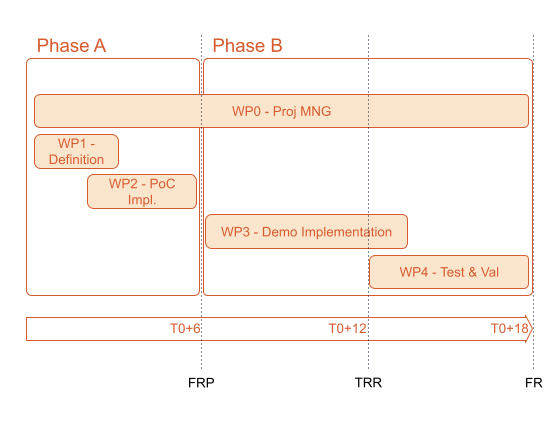 Phase A
Phase B
WP0 - Proj MNG
WP1 -
Definition
WP2 - PoC
Impl.
WP3 - Demo Implementation
WP4 - Test & Val
T0+6
T0+12
T0+18
FRP
TRR
FR